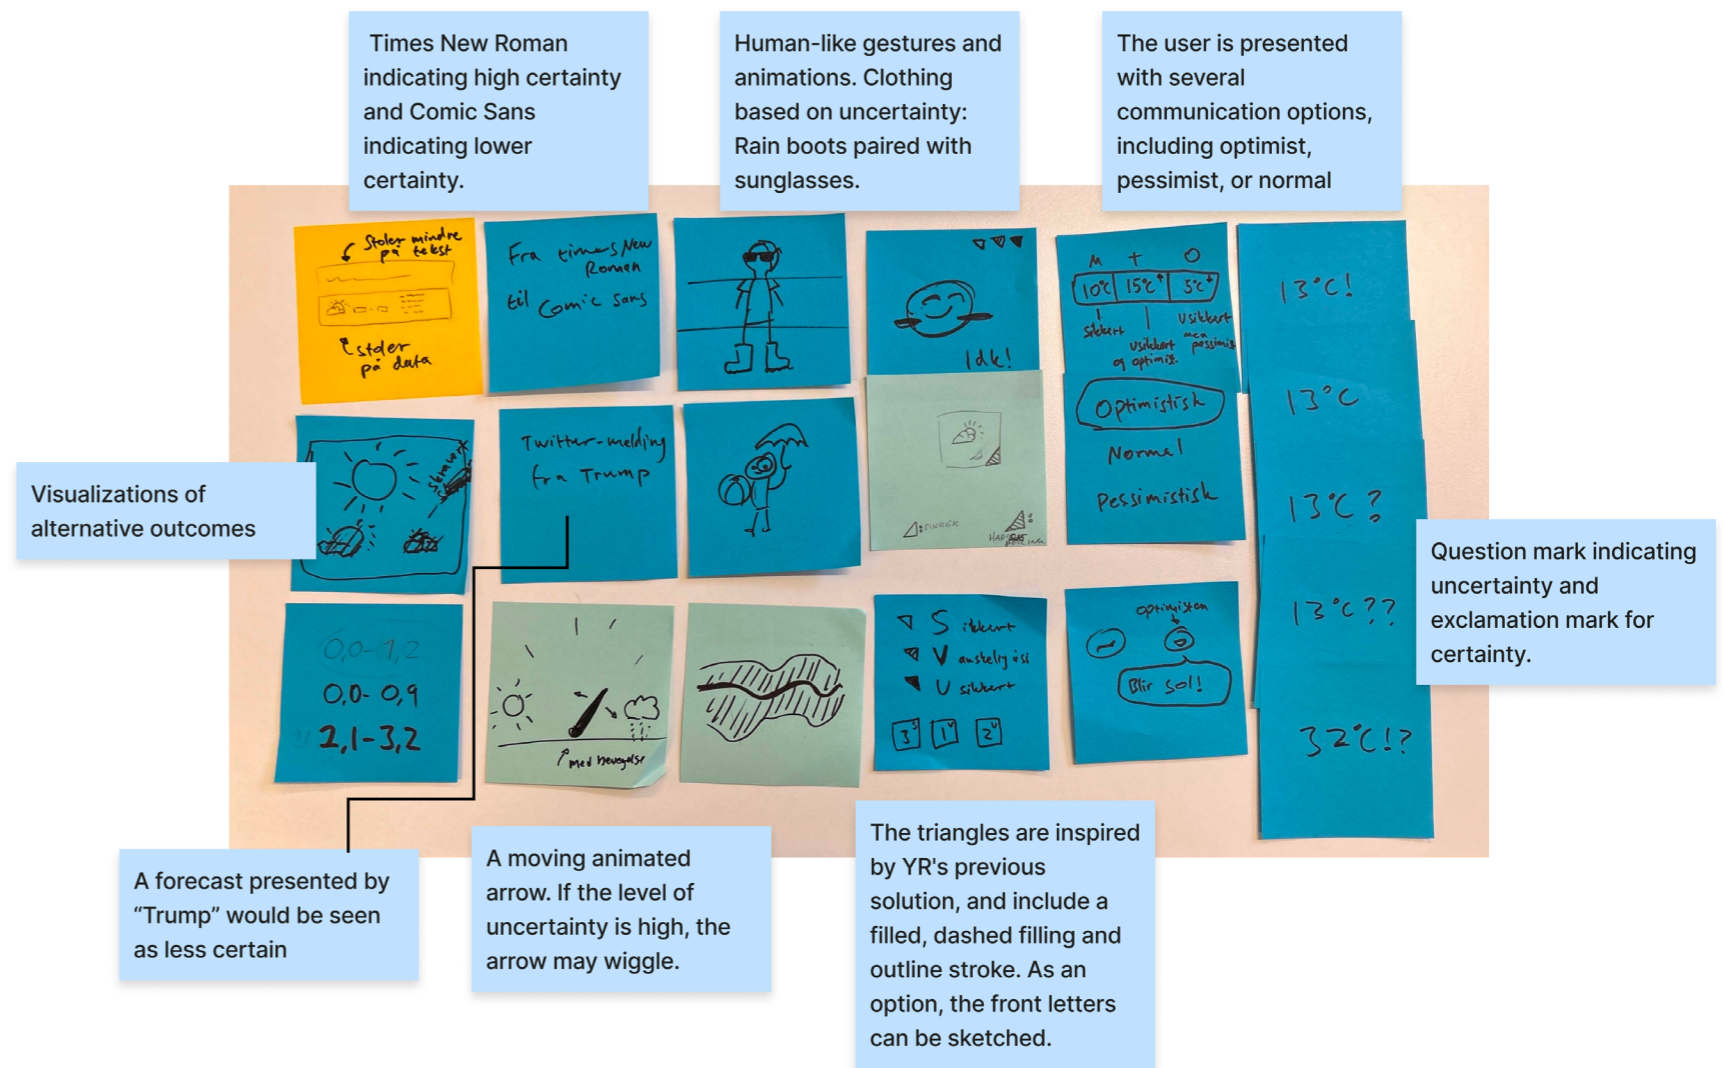 Times New Roman
indicating high certainty
and Comic Sans
indicating lower
certainty.
Human-like gestures and
animations. Clothing
based on uncertainty:
Rain boots paired with
sunglasses.
The user is presented
with several
communication options,
including optimist,
pessimist, or normal
Stoler mindre
på tekst
stoler
på data
Fra times New
Roman
til Comic sans
Idk!
M T O
10°C 15°C 5°C
sikkert
usikkert
og optimis.
usikkert
men
pessimis
13°C!
13°C
13°C?
13°C??
32°C!?
Optimistisk
Normal
Pessimistisk
Visualizations of
alternative outcomes
skravert
Twitter-melding
fra Trump
Question mark indicating
uncertainty and
exclamation mark for
certainty.
0,0-1,2
0,0-0,9
2,1-3,2
med bevegelse
S ikkert
V anskelig å si
U sikkert
3 S
1 V
2 U
optimisten
Blir sol!
A forecast presented by
“Trump” would be seen
as less certain
A moving animated
arrow. If the level of
uncertainty is high, the
arrow may wiggle.
The triangles are inspired
by YR's previous
solution, and include a
filled, dashed filling and
outline stroke. As an
option, the front letters
can be sketched.